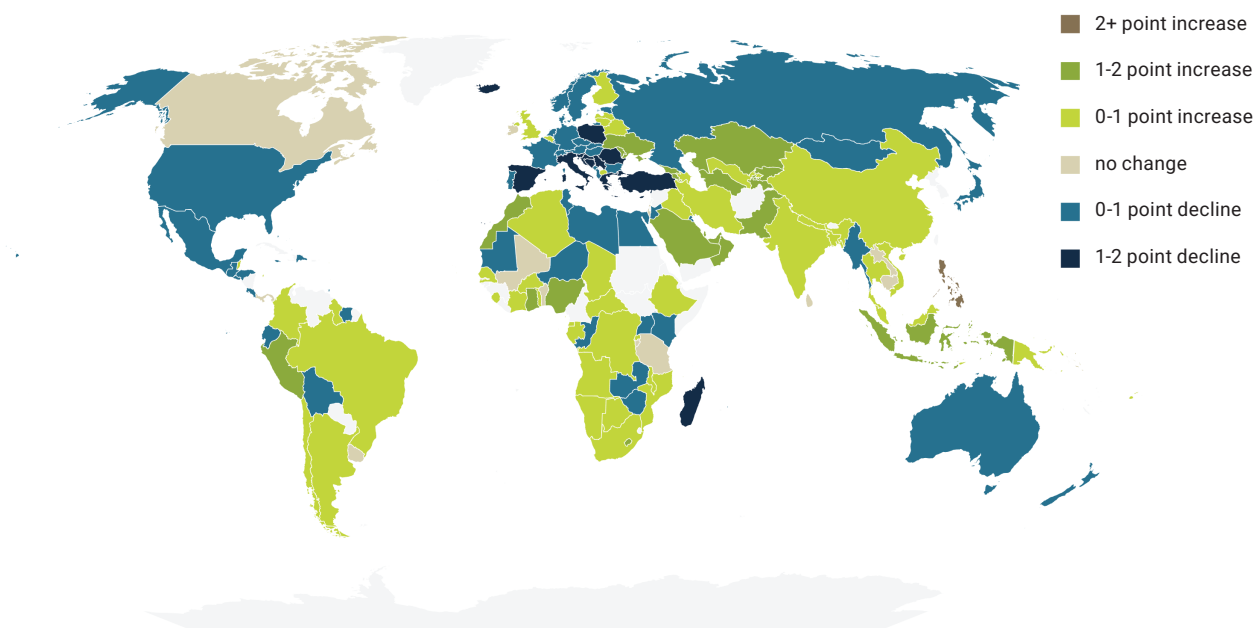 2+ point increase
1-2 point increase
0-1 point increase
no change
0-1 point decline
1-2 point decline